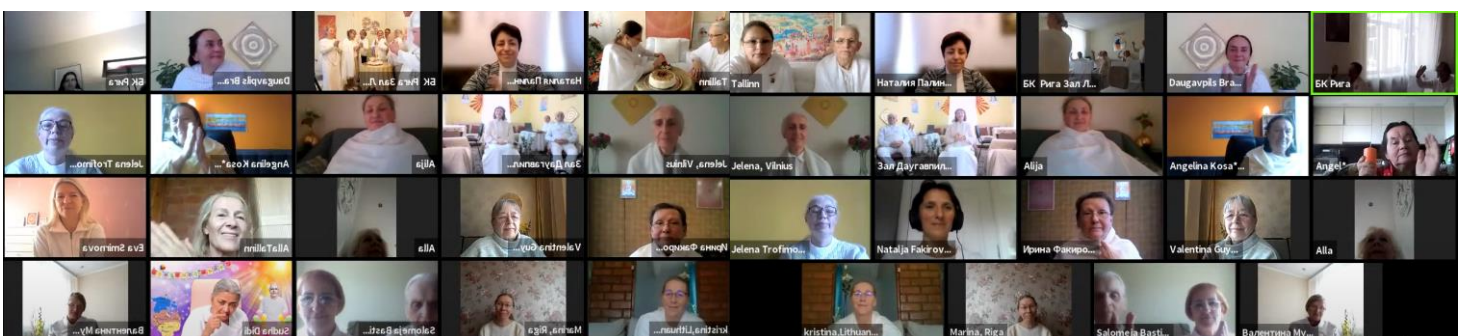 БК Рига
Daugavpils Bra...
БК Рига Зал Л...
Наталия Палин...
Tallinn
Tallinn
Наталия Палин...
БК Рига Зал Л...
Daugavpils Bra...
БК Рига
Jelena Trofimo...
Angelina Kosa*...
Alija
Зал Даугавпил...
Jelena, Vilnius
Jelena, Vilnius
Зал Даугавпил...
Alija
Angelina Kosa*...
Angel*
Eva Smirnova
AllaTallinn
Alla
Valentina Guy...
Ирина Факиро...
Jelena Trofimo...
Natalja Fakirov...
Ирина Факиро...
Valentina Guy...
Alla
Валентина Му...
Sudha Didi
Salomeja Basti...
Marina, Riga
Kristina,Lithuan...
kristina,Lithuan...
Marina, Riga
Salomeja Basti...
Валентина Му...